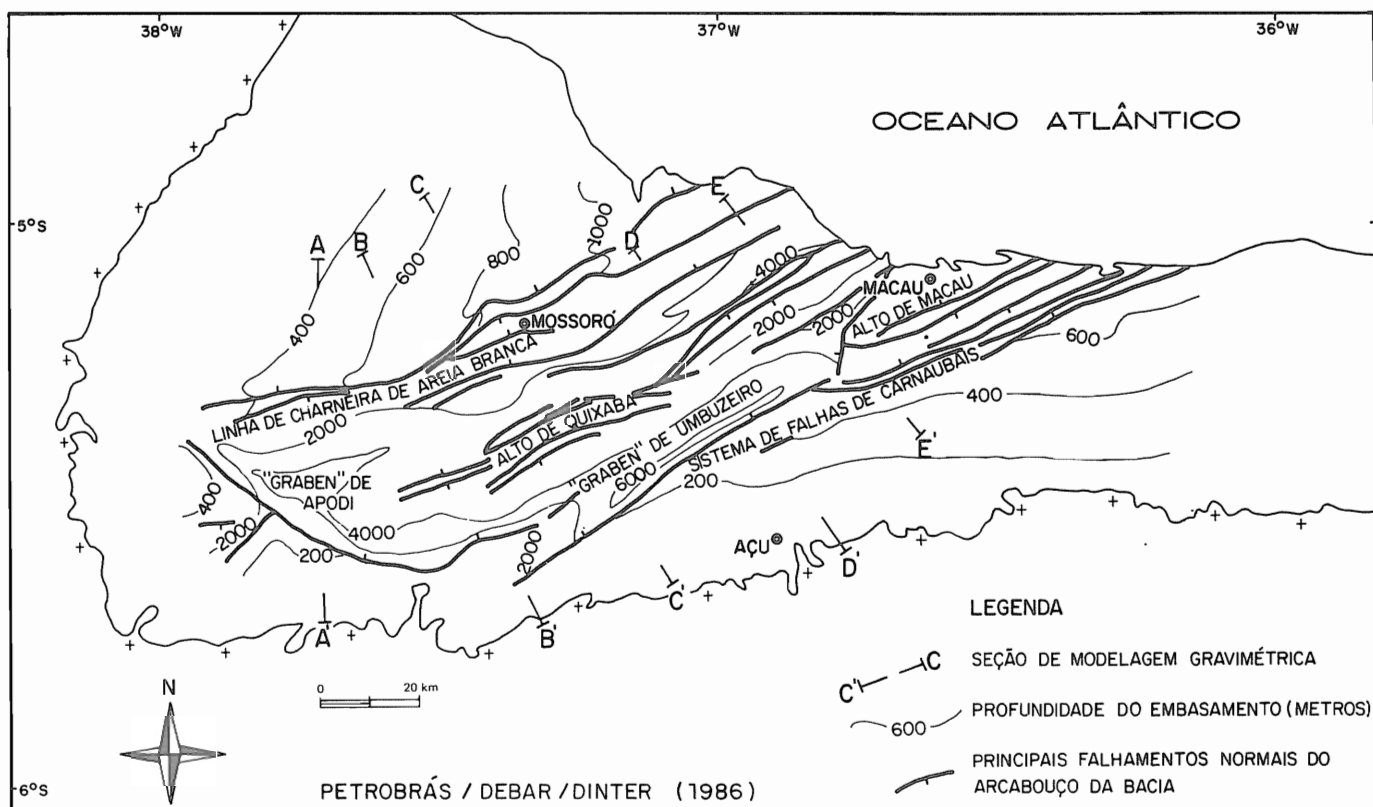 38°W
37°W
36°W
OCEANO ATLÂNTICO
5°S
C
A
B
E
D
1000
800
600
400
4000
2000
2000
MACAU
ALTO DE MACAU
MOSSORÓ
600
LINHA DE CHARNEIRA DE AREIA BRANCA
2000
ALTO DE QUIXABA
"GRABEN" DE UMBUZEIRO
6000
SISTEMA DE FALHAS DE CARNAUBAIS
400
E'
200
"GRABEN" DE
APODI
400
-2000
200
4000
2000
AÇU
D'
C'
B'
A'
0 20 km
N
6°S
LEGENDA
C
C'
SEÇÃO DE MODELAGEM GRAVIMÉTRICA
600
PROFUNDIDADE DO EMBASAMENTO (METROS)
PRINCIPAIS FALHAMENTOS NORMAIS DO
ARCABOUÇO DA BACIA
PETROBRÁS / DEBAR / DINTER (1986)